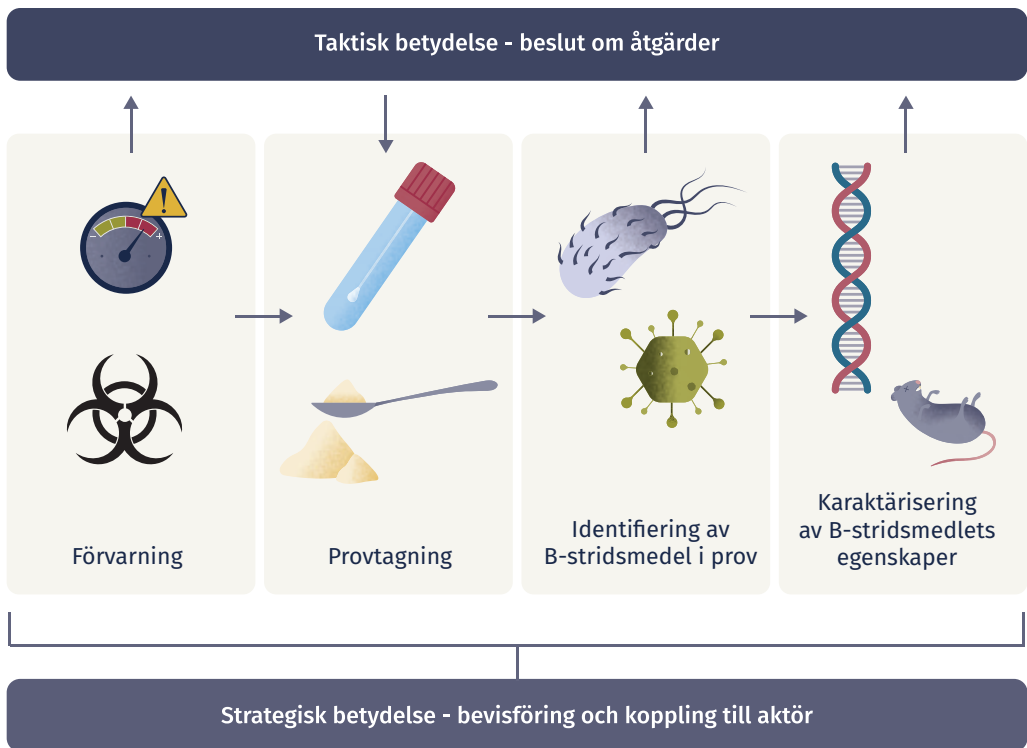 Taktisk betydelse - beslut om åtgärder
Förvarning
Provtagning
Identifiering av
B-stridsmedel i prov
Karaktärisering
av B-stridsmedlets
egenskaper
Strategisk betydelse - bevisföring och koppling till aktör